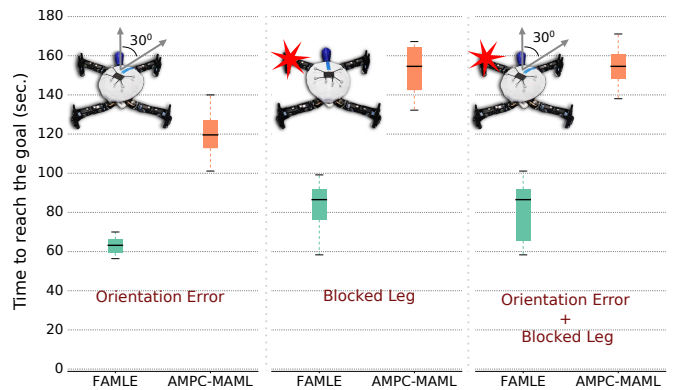 Time to reach the goal (sec.)
180
160
140
120
100
80
60
40
20
0
30⁰
Orientation Error
FAMLE AMPC-MAML
Blocked Leg
FAMLE AMPC-MAML
30⁰
Orientation Error
+
Blocked Leg
FAMLE AMPC-MAML